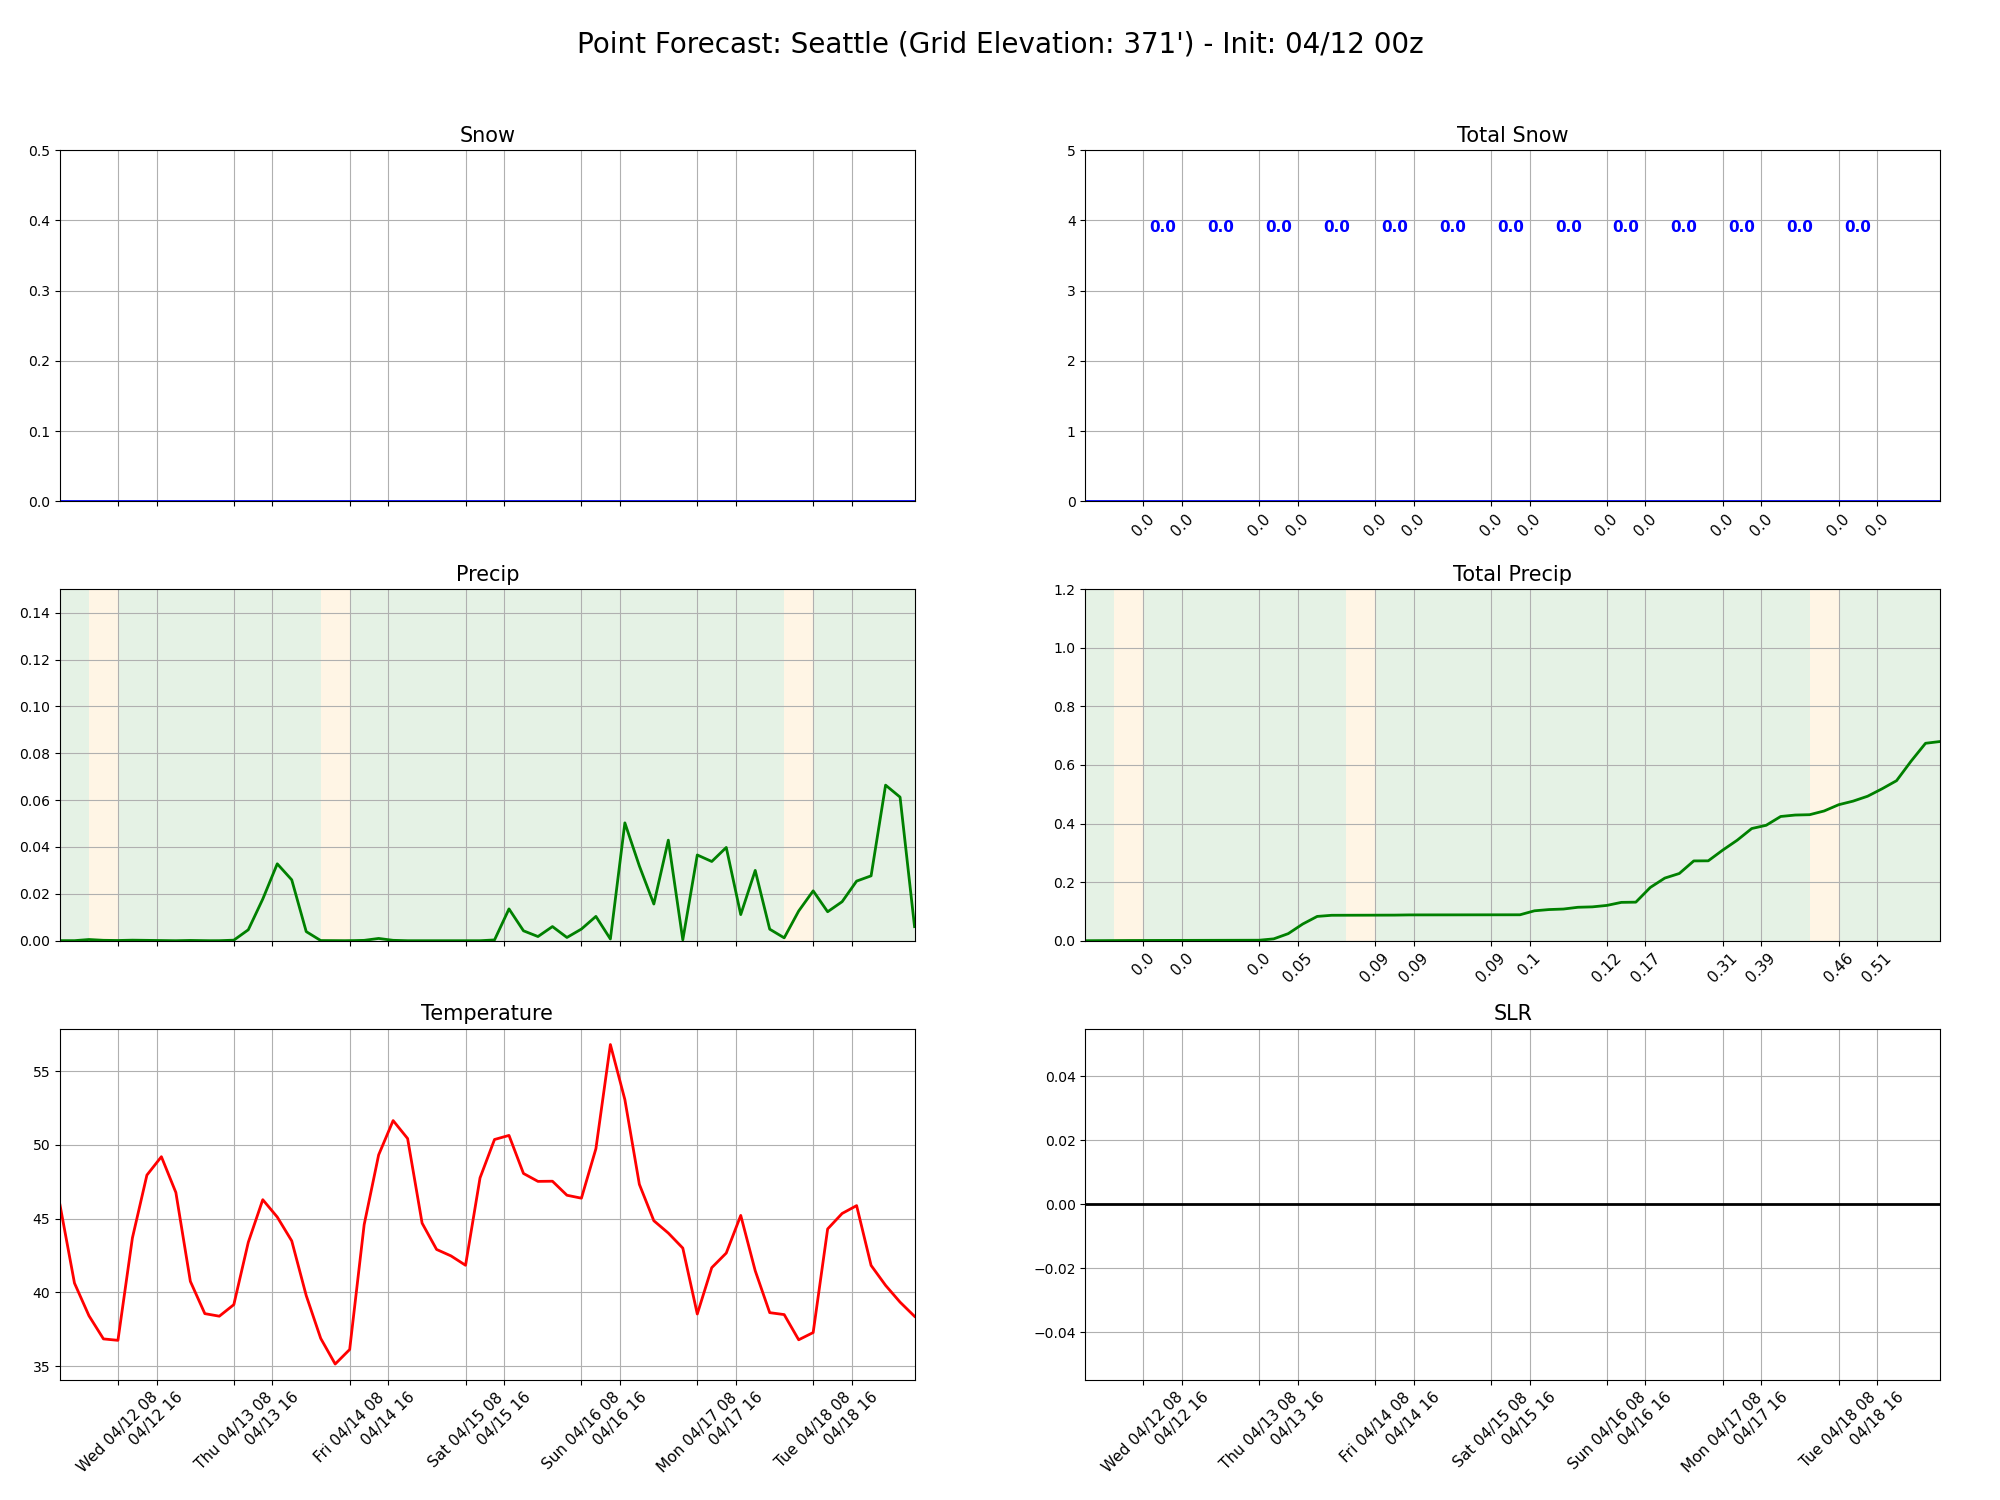 Point Forecast: Seattle (Grid Elevation: 371') - Init: 04/12 00z
Snow
0.5
0.4
0.3
0.2
0.1
0.0
Total Snow
5
4
3
2
1
0
0.0 0.0 0.0 0.0 0.0 0.0 0.0 0.0 0.0 0.0 0.0 0.0 0.0
0.0 0.0 0.0 0.0 0.0 0.0 0.0 0.0 0.0 0.0 0.0 0.0 0.0 0.0
Precip
0.14
0.12
0.10
0.08
0.06
0.04
0.02
0.00
Total Precip
1.2
1.0
0.8
0.6
0.4
0.2
0.0
0.0 0.0 0.0 0.05 0.09 0.09 0.09 0.1 0.12 0.17 0.31 0.39 0.46 0.51
Temperature
55
50
45
40
35
Wed 04/12 08
04/12 16
Thu 04/13 08
04/13 16
Fri 04/14 08
04/14 16
Sat 04/15 08
04/15 16
Sun 04/16 08
04/16 16
Mon 04/17 08
04/17 16
Tue 04/18 08
04/18 16
SLR
0.04
0.02
0.00
−0.02
−0.04
Wed 04/12 08
04/12 16
Thu 04/13 08
04/13 16
Fri 04/14 08
04/14 16
Sat 04/15 08
04/15 16
Sun 04/16 08
04/16 16
Mon 04/17 08
04/17 16
Tue 04/18 08
04/18 16